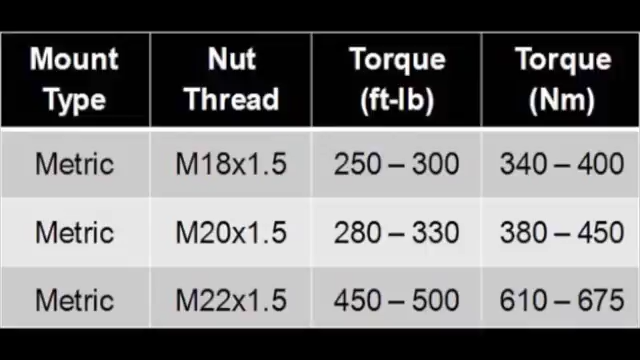 Mount Type Nut Thread Torque (ft-lb) Torque (Nm)
Metric M18x1.5 250 – 300 340 – 400
Metric M20x1.5 280 – 330 380 – 450
Metric M22x1.5 450 – 500 610 – 675